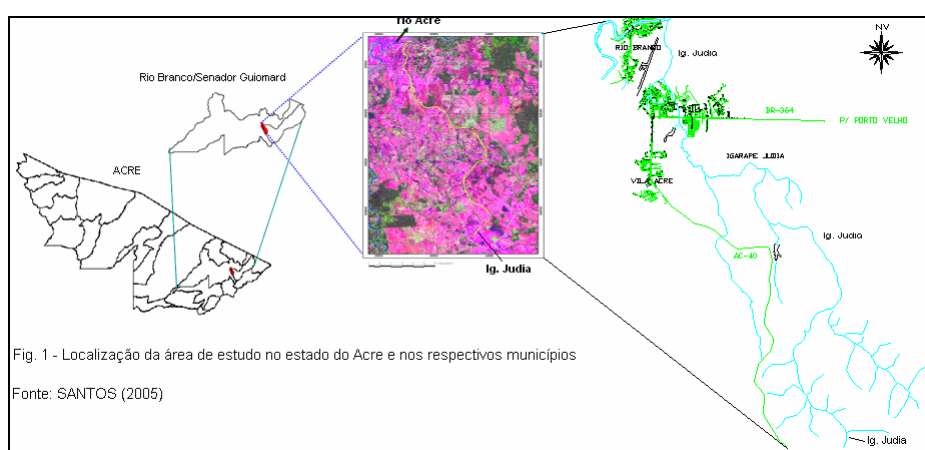 rio Acre
NV
RIO BRANCO
Ig. Judia
Rio Branco/Senador Guiomard
BR-364
P/ PORTO VELHO
IGARAPE JUDIA
ACRE
VILA ACRE
Ig. Judia
AC-40
Ig. Judia
Fig. 1 - Localização da área de estudo no estado do Acre e nos respectivos municípios
Fonte: SANTOS (2005)
Ig. Judia